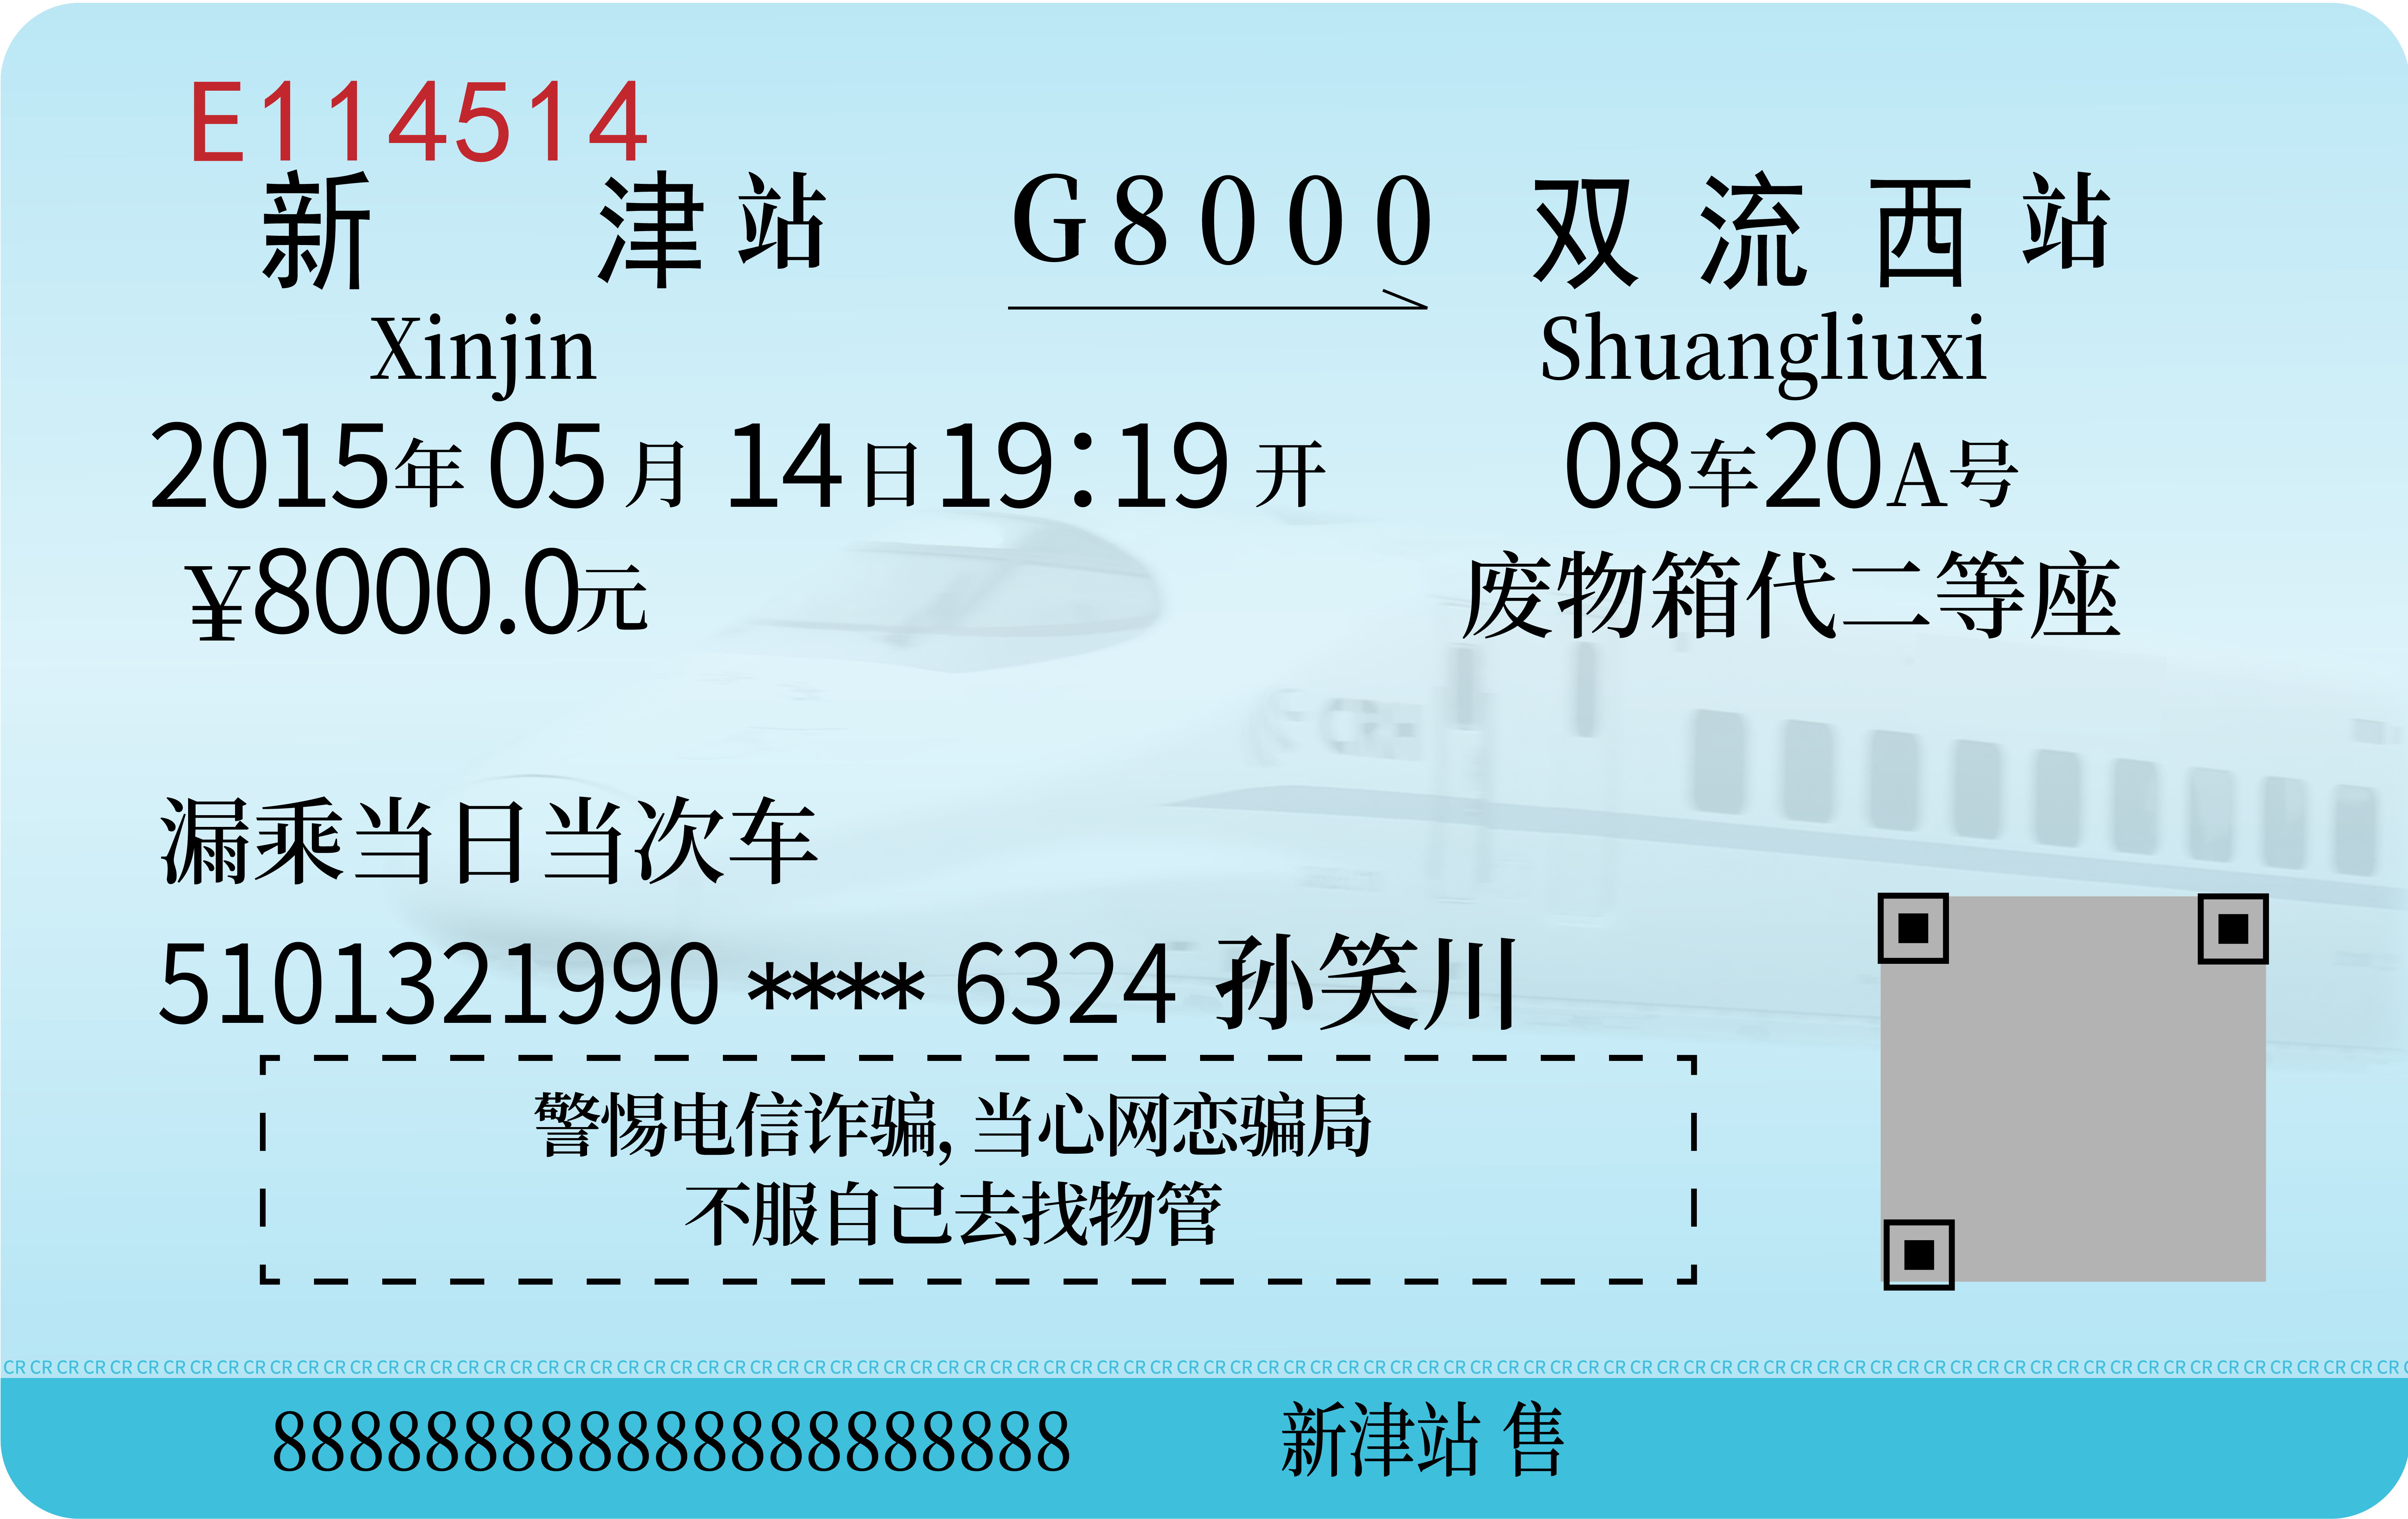 E114514
新津站 G8000 双流西站
Xinjin Shuangliuxi
2015年 05月 14日19:19开 08车20A号
¥8000.0元 废物箱代二等座
漏乘当日当次车
5101321990 **** 6324 孙笑川
警惕电信诈骗,当心网恋骗局
不服自己去找物管
CR CR CR CR CR CR CR CR CR CR CR CR CR CR CR CR CR CR CR CR CR CR CR CR CR CR CR CR CR CR CR CR CR CR CR CR CR CR CR CR CR CR CR CR CR CR CR CR CR CR CR CR CR CR CR CR CR CR CR CR CR CR CR CR CR CR CR CR CR CR CR CR CR CR CR CR CR CR CR CR CR CR CR CR CR CR CR CR CR CR
888888888888888888888 新津站 售